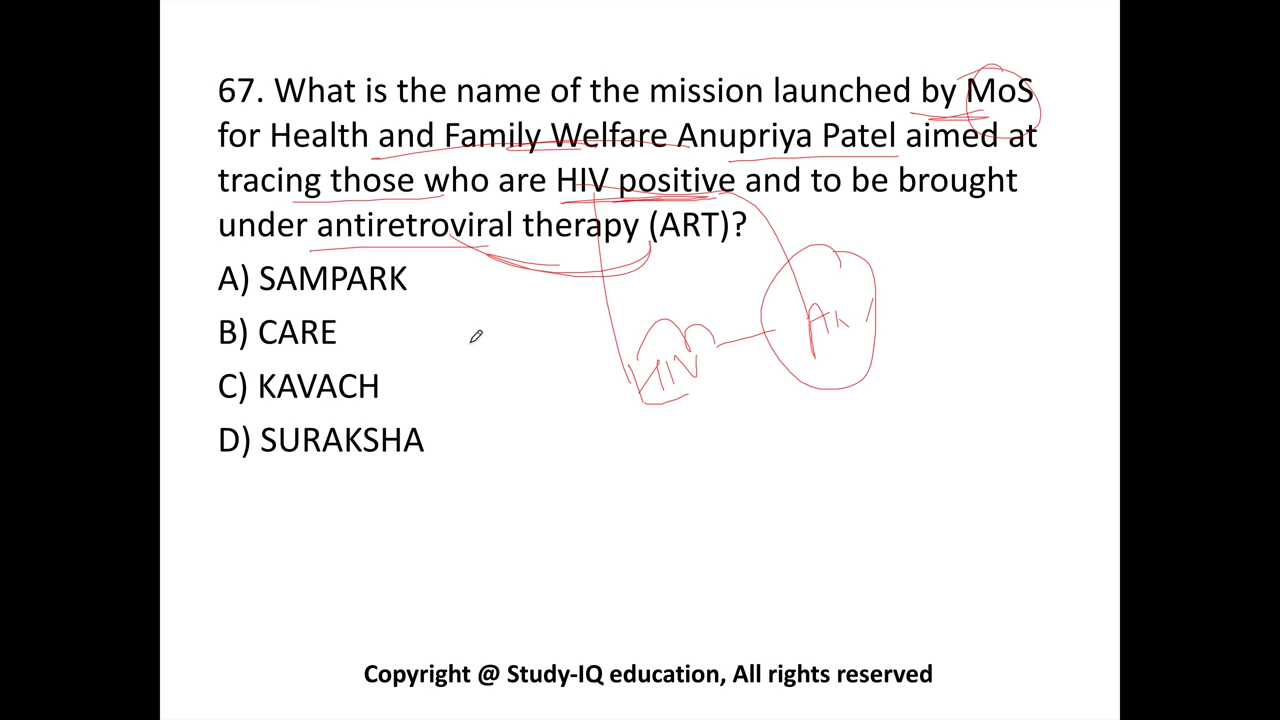 67. What is the name of the mission launched by MoS
for Health and Family Welfare Anupriya Patel aimed at
tracing those who are HIV positive and to be brought
under antiretroviral therapy (ART)?
A) SAMPARK
B) CARE
C) KAVACH
D) SURAKSHA
HIV
Copyright @ Study-IQ education, All rights reserved